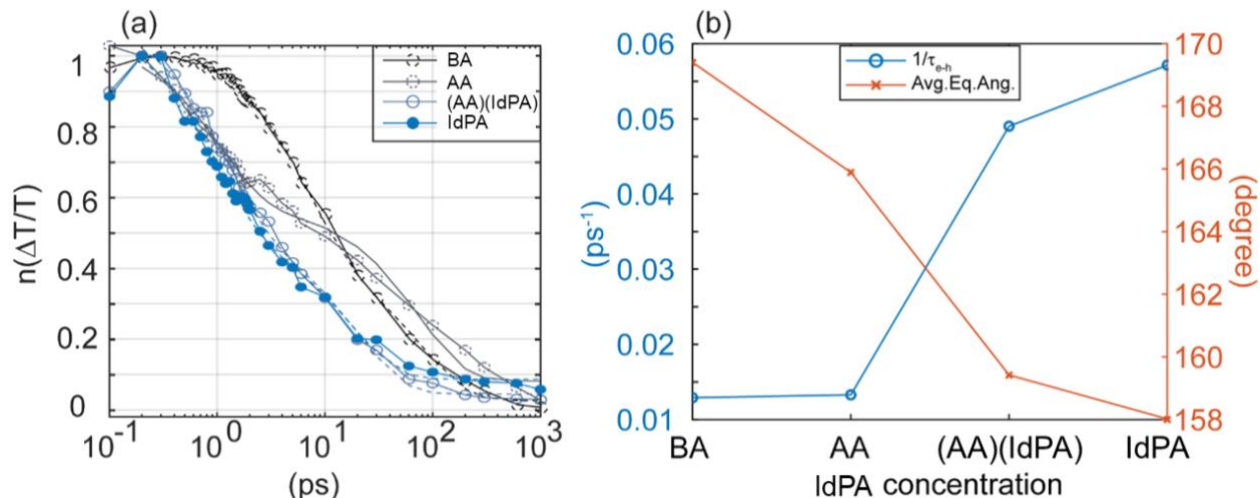 (a)
1
0.8
0.6
0.4
0.2
0
n(ΔT/T)
10⁻¹ 10⁰ 10¹ 10² 10³
(ps)
BA
AA
(AA)(IdPA)
IdPA
(b)
0.06
0.05
0.04
0.03
0.02
0.01
(ps⁻¹)
1/τₑ₋ₕ
Avg.Eq.Ang.
170
168
166
164
162
160
158
(degree)
BA AA (AA)(IdPA) IdPA
IdPA concentration